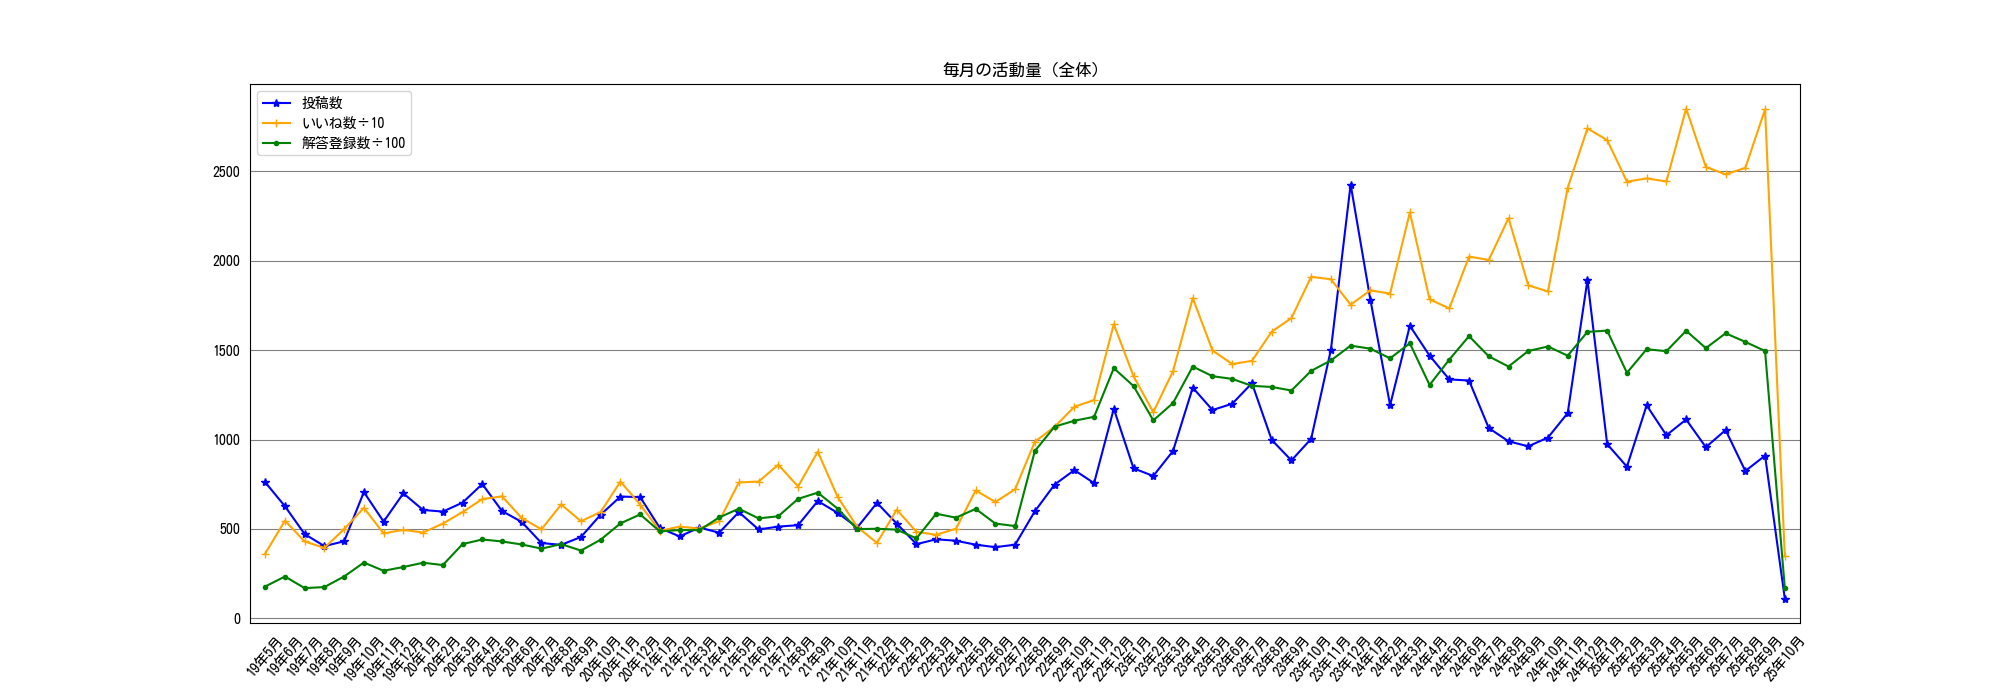 毎月の活動量（全体）
投稿数
いいね数÷10
解答登録数÷100
2500
2000
1500
1000
500
0
19年5月
19年6月
19年7月
19年8月
19年9月
19年10月
19年11月
19年12月
20年1月
20年2月
20年3月
20年4月
20年5月
20年6月
20年7月
20年8月
20年9月
20年10月
20年11月
20年12月
21年1月
21年2月
21年3月
21年4月
21年5月
21年6月
21年7月
21年8月
21年9月
21年10月
21年11月
21年12月
22年1月
22年2月
22年3月
22年4月
22年5月
22年6月
22年7月
22年8月
22年9月
22年10月
22年11月
22年12月
23年1月
23年2月
23年3月
23年4月
23年5月
23年6月
23年7月
23年8月
23年9月
23年10月
23年11月
23年12月
24年1月
24年2月
24年3月
24年4月
24年5月
24年6月
24年7月
24年8月
24年9月
24年10月
24年11月
24年12月
25年1月
25年2月
25年3月
25年4月
25年5月
25年6月
25年7月
25年8月
25年9月
25年10月